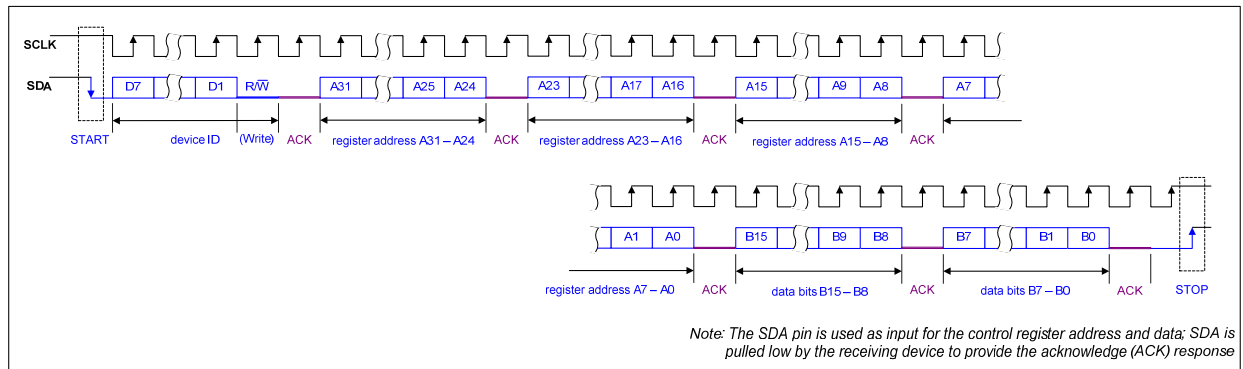 SCLK
SDA D7 D1 R/W̅ A31 A25 A24 A23 A17 A16 A15 A9 A8 A7
START device ID (Write) ACK register address A31 – A24 ACK register address A23 – A16 ACK register address A15 – A8 ACK
A1 A0 B15 B9 B8 B7 B1 B0
register address A7 – A0 ACK data bits B15 – B8 ACK data bits B7 – B0 ACK STOP
Note: The SDA pin is used as input for the control register address and data; SDA is
pulled low by the receiving device to provide the acknowledge (ACK) response